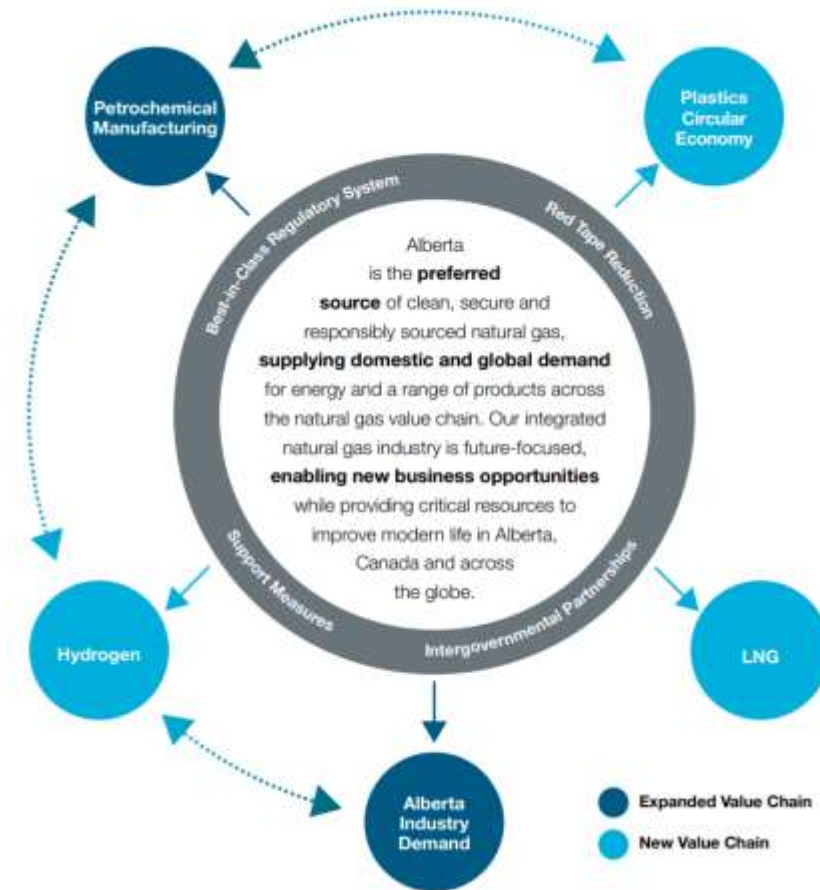 Petrochemical
Manufacturing
Plastics
Circular
Economy
Best-in-Class Regulatory System
Red Tape Reduction
Alberta
is the preferred
source of clean, secure and
responsibly sourced natural gas,
supplying domestic and global demand
for energy and a range of products across
the natural gas value chain. Our integrated
natural gas industry is future-focused,
enabling new business opportunities
while providing critical resources to
improve modern life in Alberta,
Canada and across
the globe.
Support Measures
Intergovernmental Partnerships
Hydrogen
LNG
Alberta
Industry
Demand
Expanded Value Chain
New Value Chain